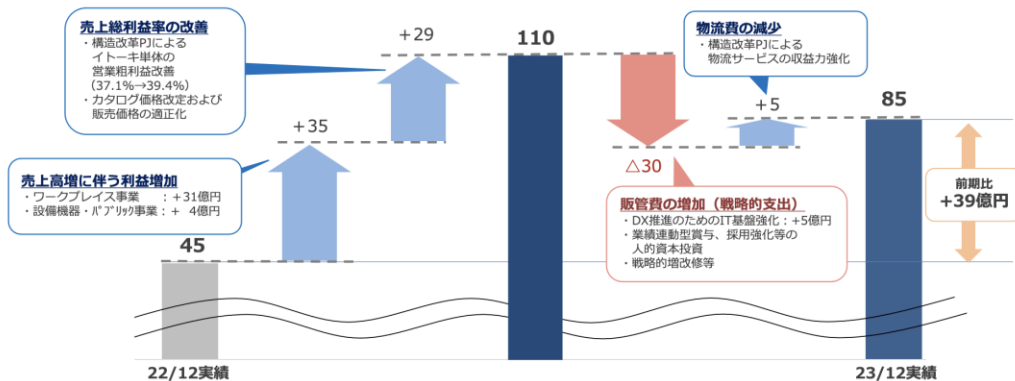 売上総利益率の改善
・構造改革PJによる
イトーキ単体の
営業粗利益改善
(37.1%→39.4%)
・カタログ価格改定および
販売価格の適正化
+29
110
物流費の減少
・構造改革PJによる
物流サービスの収益力強化
+5
85
+35
売上高増に伴う利益増加
・ワークプレイス事業 :+31億円
・設備機器・パブリック事業:+ 4億円
△30
販管費の増加(戦略的支出)
・DX推進のためのIT基盤強化:+5億円
・業績連動型賞与、採用強化等の
人的資本投資
・戦略的増改修等
前期比
+39億円
45
22/12実績
23/12実績